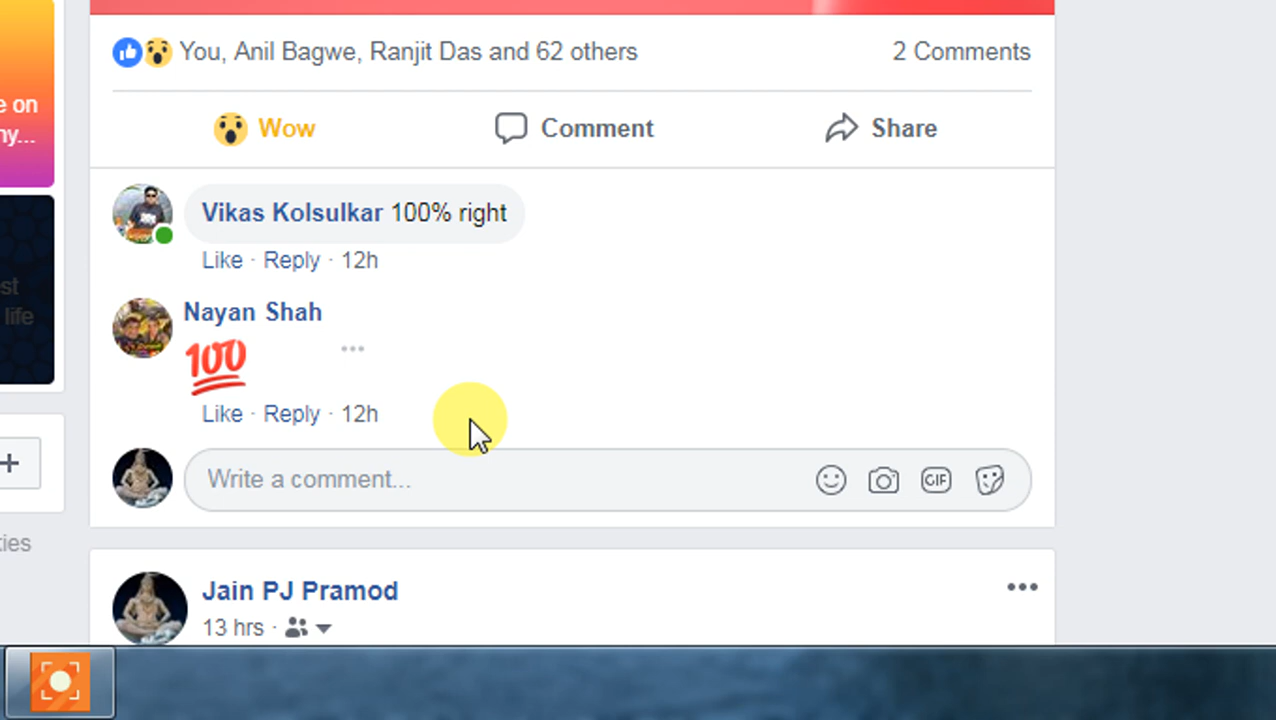 e on
ny...
st
life
ties
You, Anil Bagwe, Ranjit Das and 62 others 2 Comments
Wow Comment Share
Vikas Kolsulkar 100% right
Like · Reply · 12h
Nayan Shah
💯
Like · Reply · 12h
Write a comment... GIF
Jain PJ Pramod
13 hrs ·